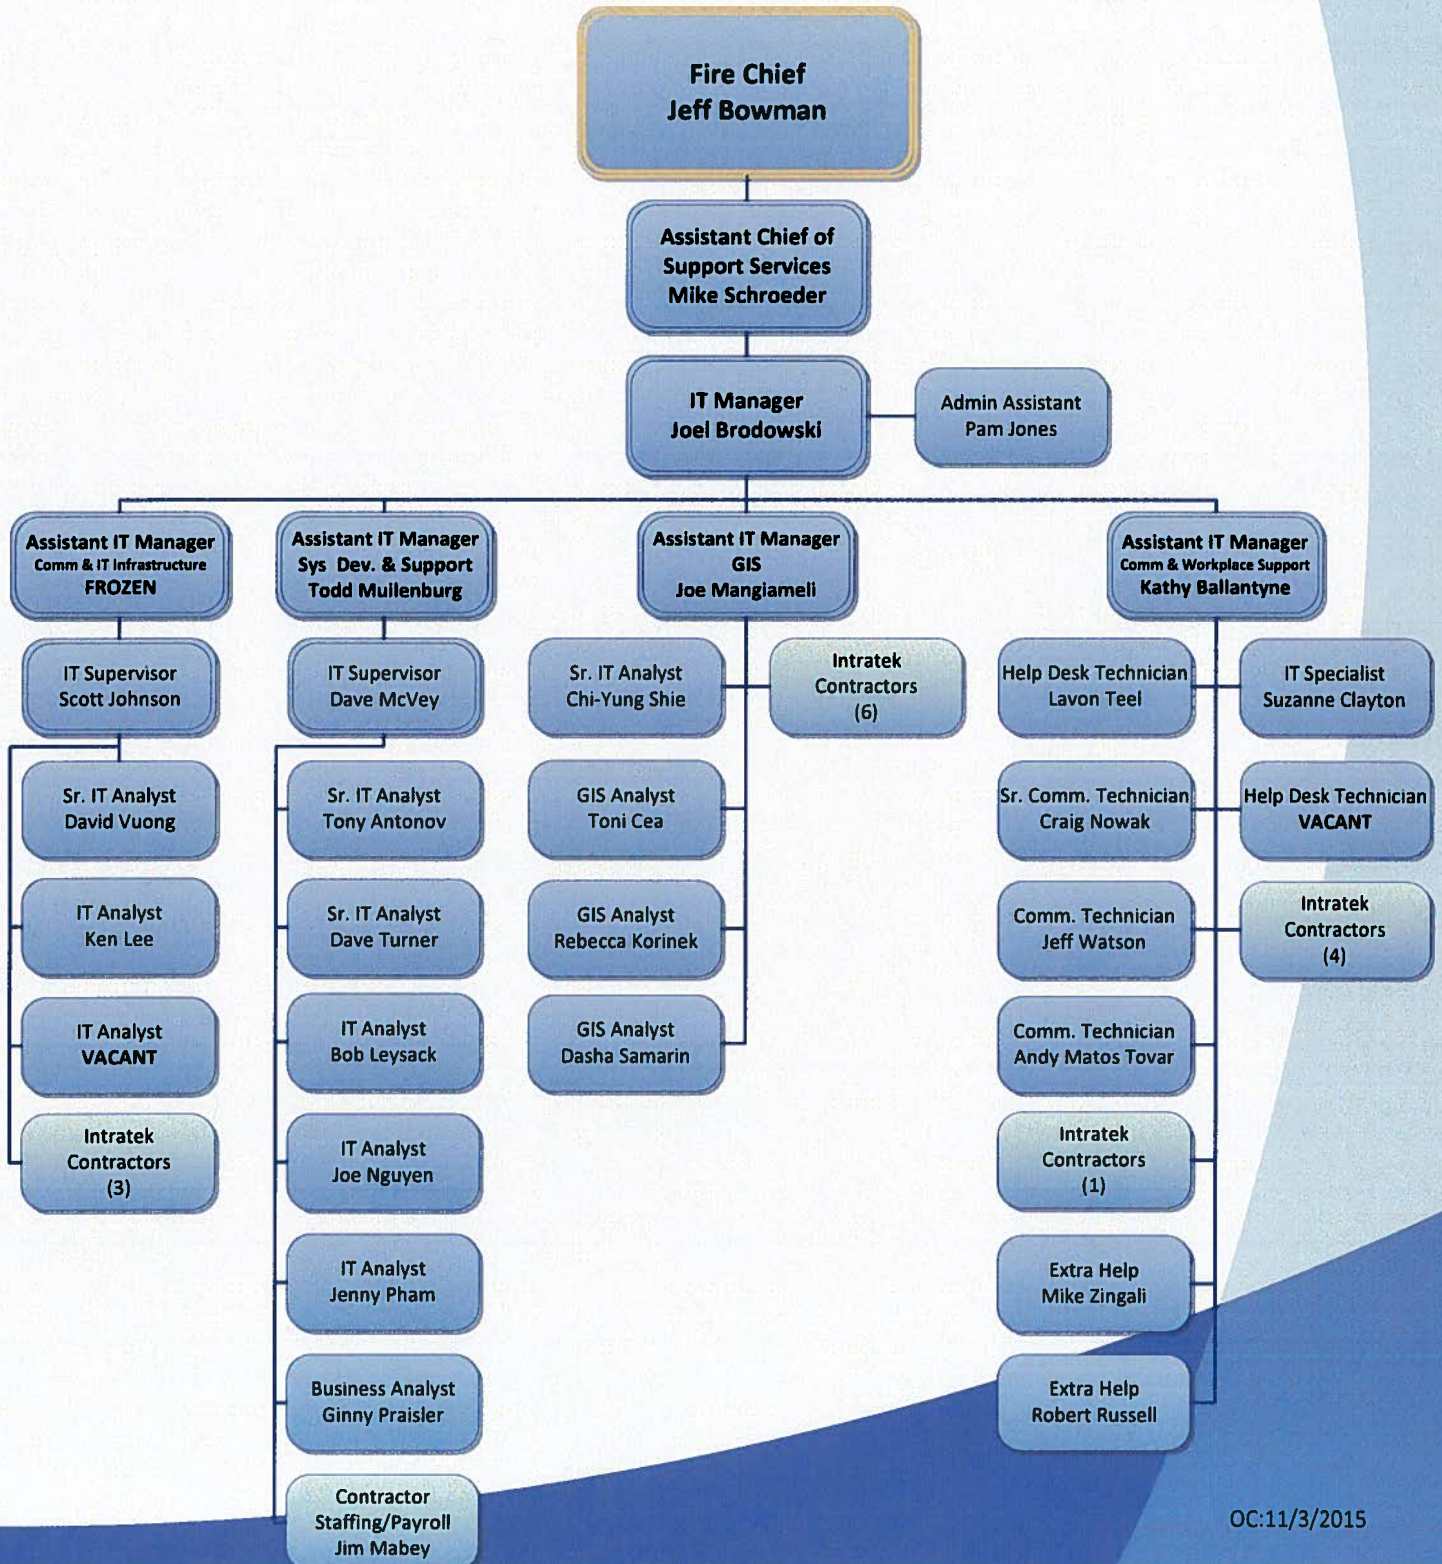 Fire Chief
Jeff Bowman
Assistant Chief of
Support Services
Mike Schroeder
IT Manager
Joel Brodowski
Admin Assistant
Pam Jones
Assistant IT Manager
Comm & IT Infrastructure
FROZEN
IT Supervisor
Scott Johnson
Sr. IT Analyst
David Vuong
IT Analyst
Ken Lee
IT Analyst
VACANT
Intratek
Contractors
(3)
Assistant IT Manager
Sys Dev. & Support
Todd Muilenburg
IT Supervisor
Dave McVey
Sr. IT Analyst
Tony Antonov
Sr. IT Analyst
Dave Turner
IT Analyst
Bob Leysack
IT Analyst
Joe Nguyen
IT Analyst
Jenny Pham
Business Analyst
Ginny Praisler
Contractor
Staffing/Payroll
Jim Mabey
Assistant IT Manager
GIS
Joe Mangiameli
Sr. IT Analyst
Chi-Yung Shie
Intratek
Contractors
(6)
GIS Analyst
Toni Cea
GIS Analyst
Rebecca Korinek
GIS Analyst
Dasha Samarin
Assistant IT Manager
Comm & Workplace Support
Kathy Ballantyne
Help Desk Technician
Lavon Teel
IT Specialist
Suzanne Clayton
Sr. Comm. Technician
Craig Nowak
Help Desk Technician
VACANT
Comm. Technician
Jeff Watson
Intratek
Contractors
(4)
Comm. Technician
Andy Matos Tovar
Intratek
Contractors
(1)
Extra Help
Mike Zingali
Extra Help
Robert Russell
OC:11/3/2015